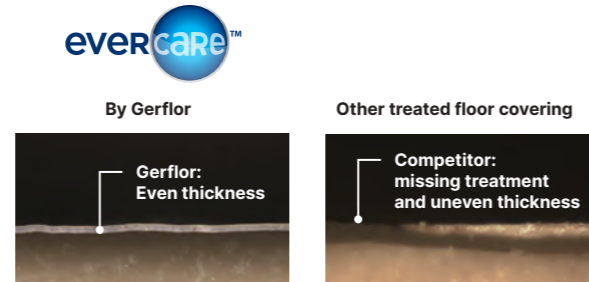 evercare™
By Gerflor
Other treated floor covering
Gerflor:
Even thickness
Competitor:
missing treatment
and uneven thickness